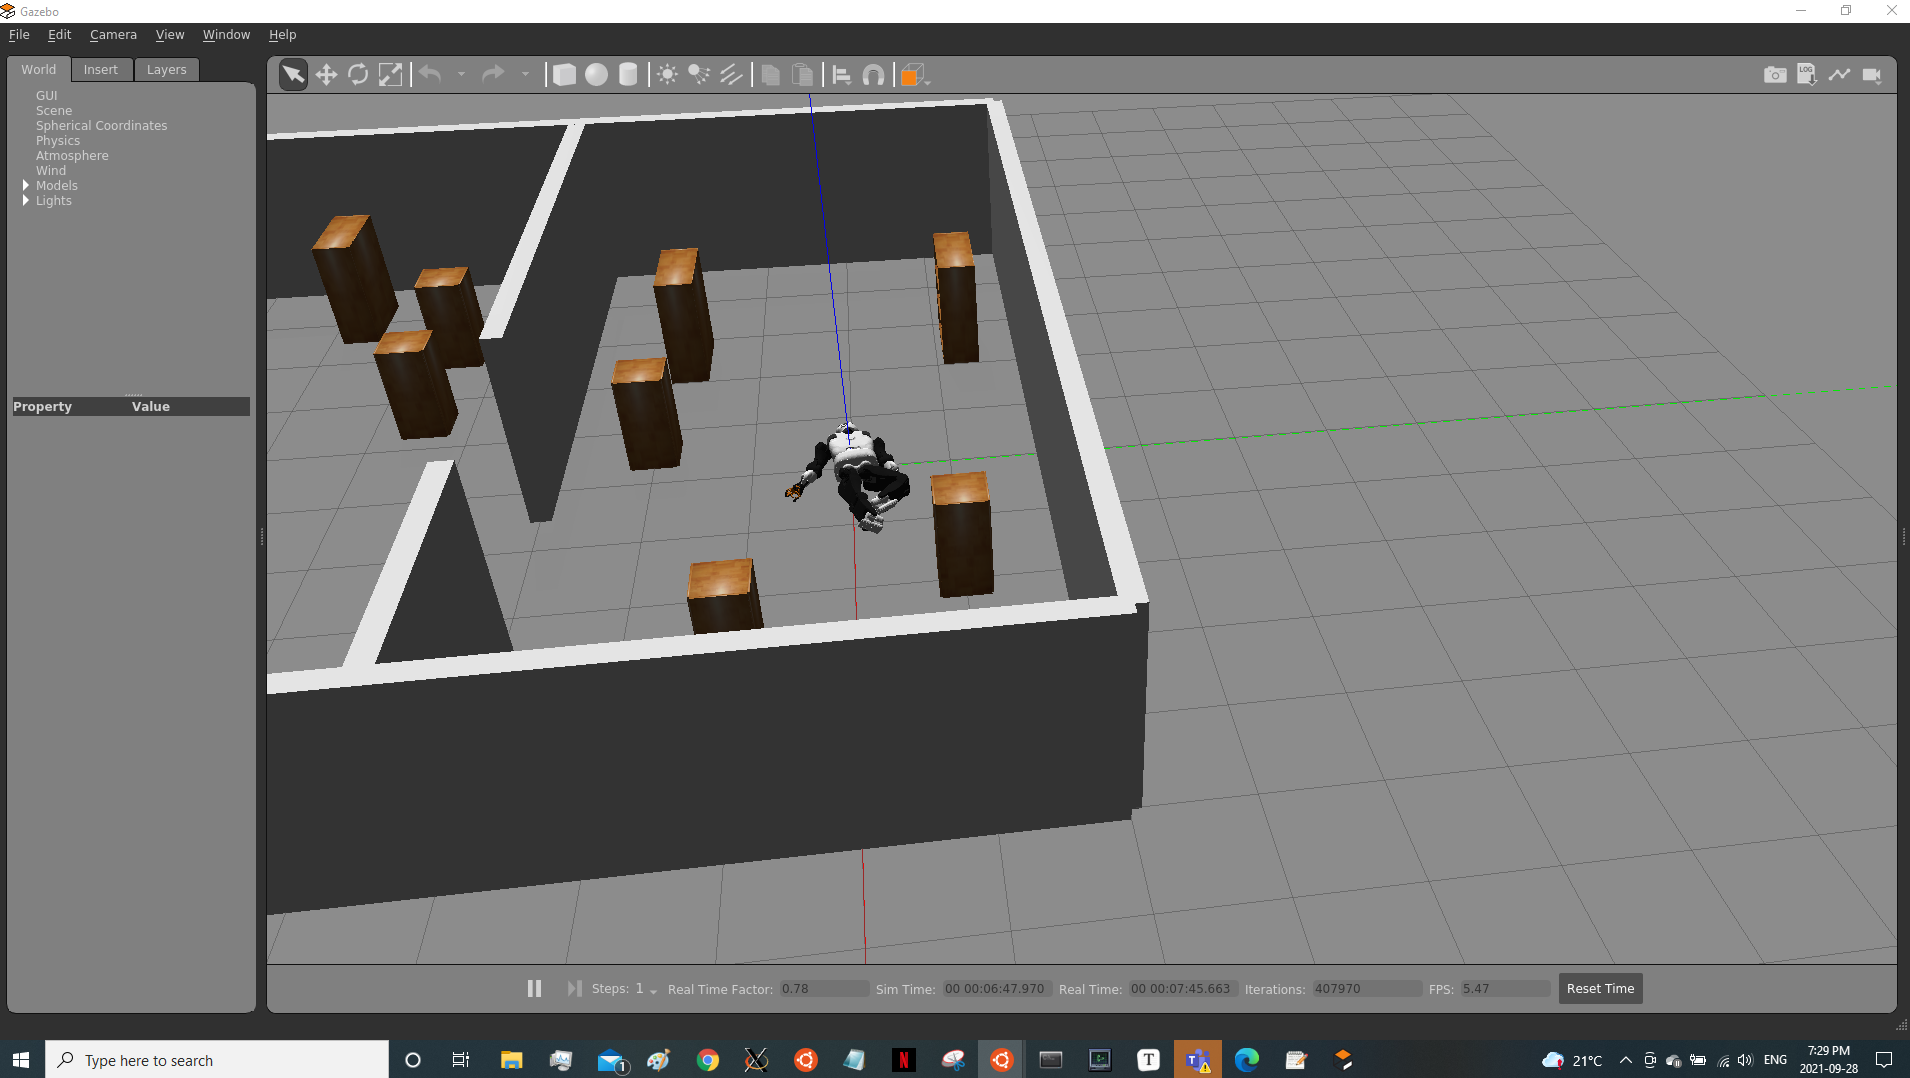 Gazebo
File Edit Camera View Window Help
World Insert Layers
GUI
Scene
Spherical Coordinates
Physics
Atmosphere
Wind
Models
Lights
Property Value
LOG
Steps: 1 Real Time Factor: 0.78 Sim Time: 00 00:06:47.970 Real Time: 00 00:07:45.663 Iterations: 407970 FPS: 5.47 Reset Time
Type here to search
1
N
T
T
21°C
ENG
7:29 PM
2021-09-28